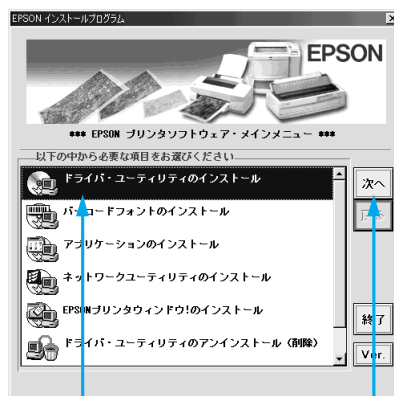 EPSON インストールプログラム
EPSON
*** EPSON プリンタソフトウェア・メインメニュー ***
以下の中から必要な項目をお選びください
ドライバ・ユーティリティのインストール
バーコードフォントのインストール
アプリケーションのインストール
ネットワークユーティリティのインストール
EPSONプリンタウィンドウ!のインストール
ドライバ・ユーティリティのアンインストール（削除）
次へ
終了
Ver.